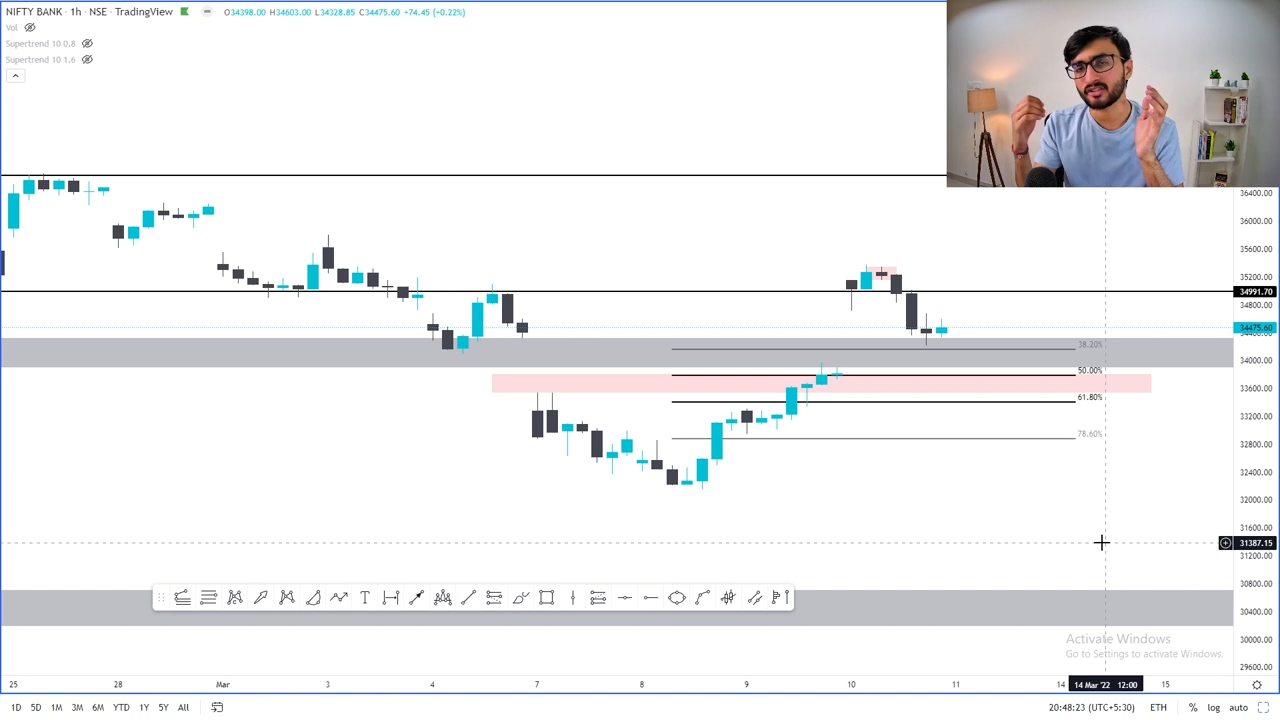 NIFTY BANK · 1h · NSE · TradingView O34398.00 H34603.00 L34328.85 C34475.60 +74.45 (+0.22%)
Vol
Supertrend 10 0.8
Supertrend 10 1.6
36400.00
36000.00
35600.00
35200.00
34991.70
34800.00
34475.60
38.20%
34000.00
50.00%
33600.00
61.80%
33200.00
78.60%
32800.00
32400.00
32000.00
31600.00
31387.15
31200.00
30800.00
T
30400.00
Activate Windows
30000.00
Go to Settings to activate Windows.
29600.00
25 28 Mar 3 4 7 8 9 10 11 14 14 Mar '22 12:00 15
1D 5D 1M 3M 6M YTD 1Y 5Y All 20:48:23 (UTC+5:30) ETH % log auto